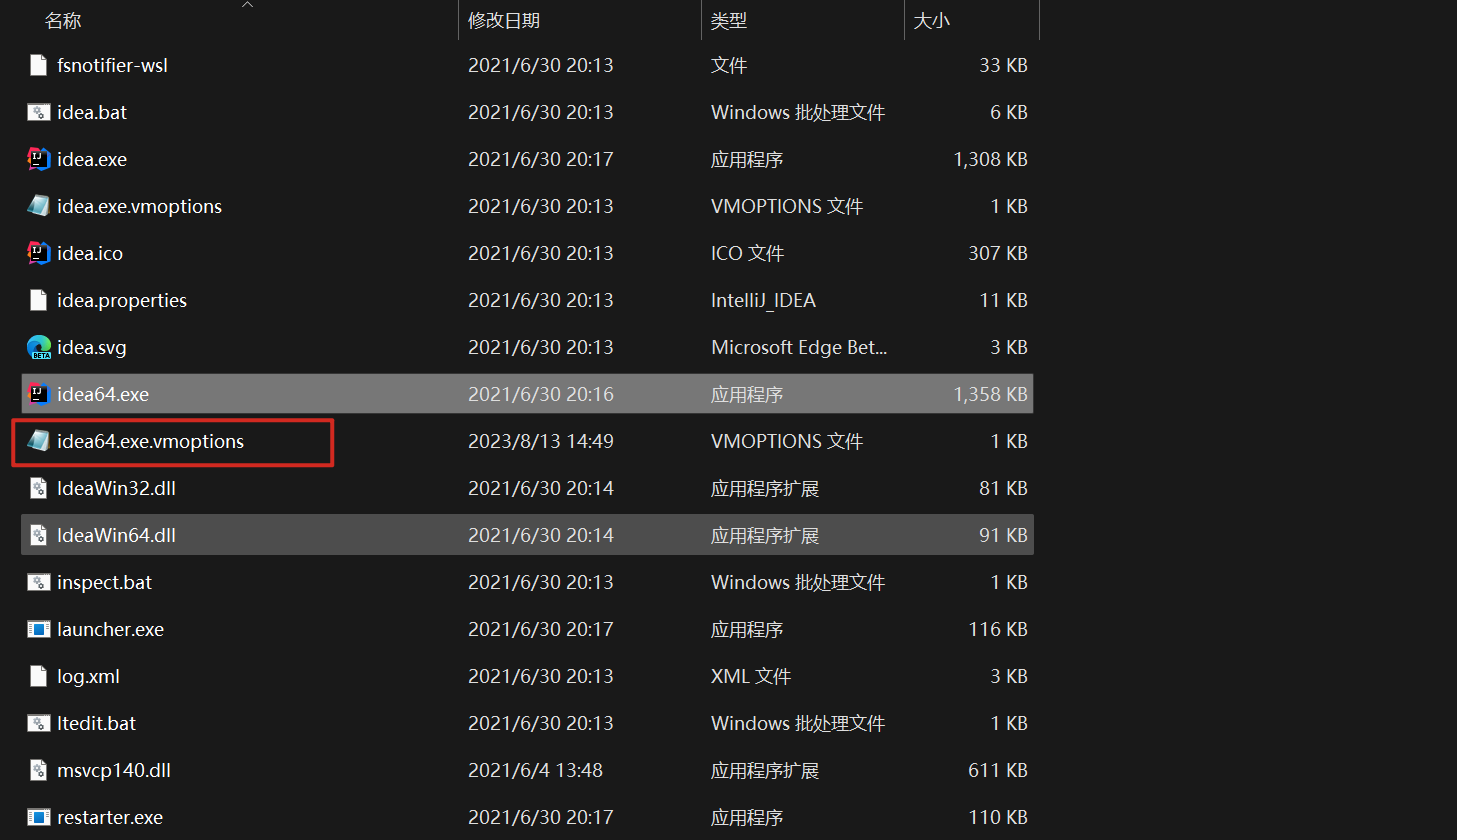 名称 修改日期 类型 大小
fsnotifier-wsl 2021/6/30 20:13 文件 33 KB
idea.bat 2021/6/30 20:13 Windows 批处理文件 6 KB
idea.exe 2021/6/30 20:17 应用程序 1,308 KB
idea.exe.vmoptions 2021/6/30 20:13 VMOPTIONS 文件 1 KB
idea.ico 2021/6/30 20:13 ICO 文件 307 KB
idea.properties 2021/6/30 20:13 IntelliJ_IDEA 11 KB
idea.svg 2021/6/30 20:13 Microsoft Edge Bet... 3 KB
idea64.exe 2021/6/30 20:16 应用程序 1,358 KB
idea64.exe.vmoptions 2023/8/13 14:49 VMOPTIONS 文件 1 KB
IdeaWin32.dll 2021/6/30 20:14 应用程序扩展 81 KB
IdeaWin64.dll 2021/6/30 20:14 应用程序扩展 91 KB
inspect.bat 2021/6/30 20:13 Windows 批处理文件 1 KB
launcher.exe 2021/6/30 20:17 应用程序 116 KB
log.xml 2021/6/30 20:13 XML 文件 3 KB
ltedit.bat 2021/6/30 20:13 Windows 批处理文件 1 KB
msvcp140.dll 2021/6/4 13:48 应用程序扩展 611 KB
restarter.exe 2021/6/30 20:17 应用程序 110 KB